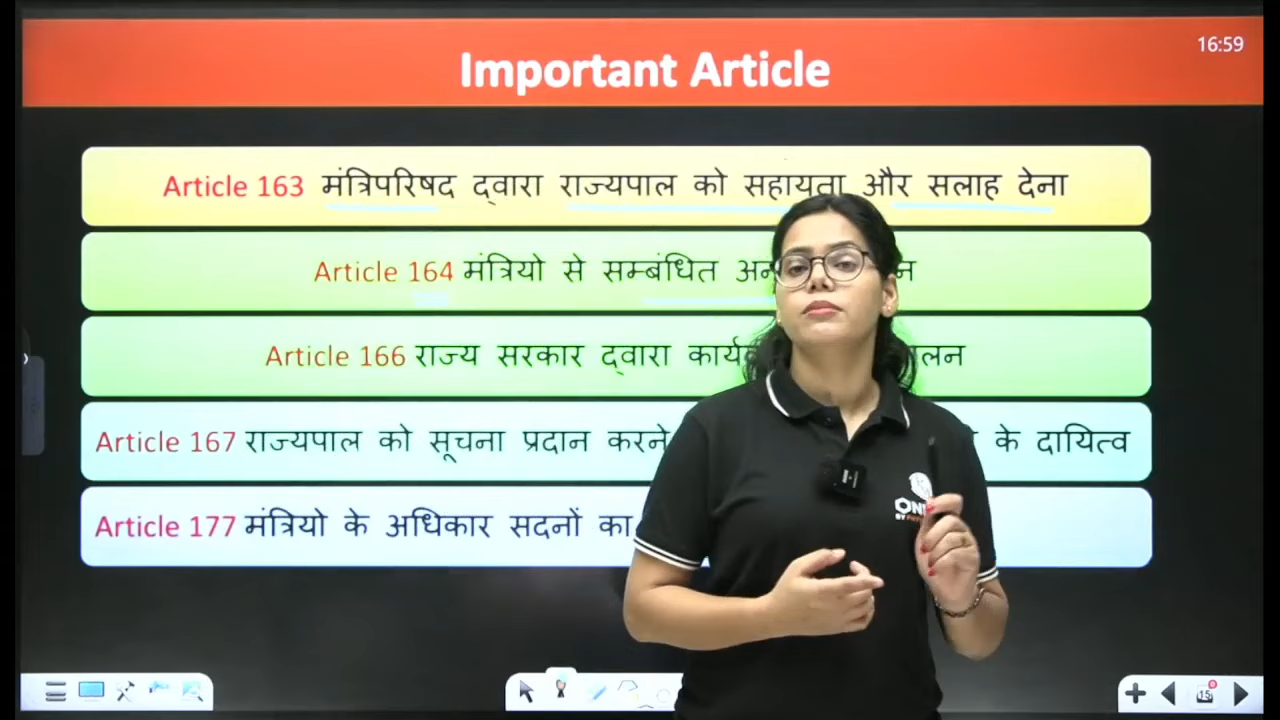 Important Article
16:59
Article 163 मंत्रिपरिषद द्वारा राज्यपाल को सहायता और सलाह देना
Article 164 मंत्रियो से सम्बंधित
Article 166 राज्य सरकार द्वारा
Article 167 राज्यपाल को सूचना प्रदान करने के दायित्व
Article 177 मंत्रियो के अधिकार सदनों का
15